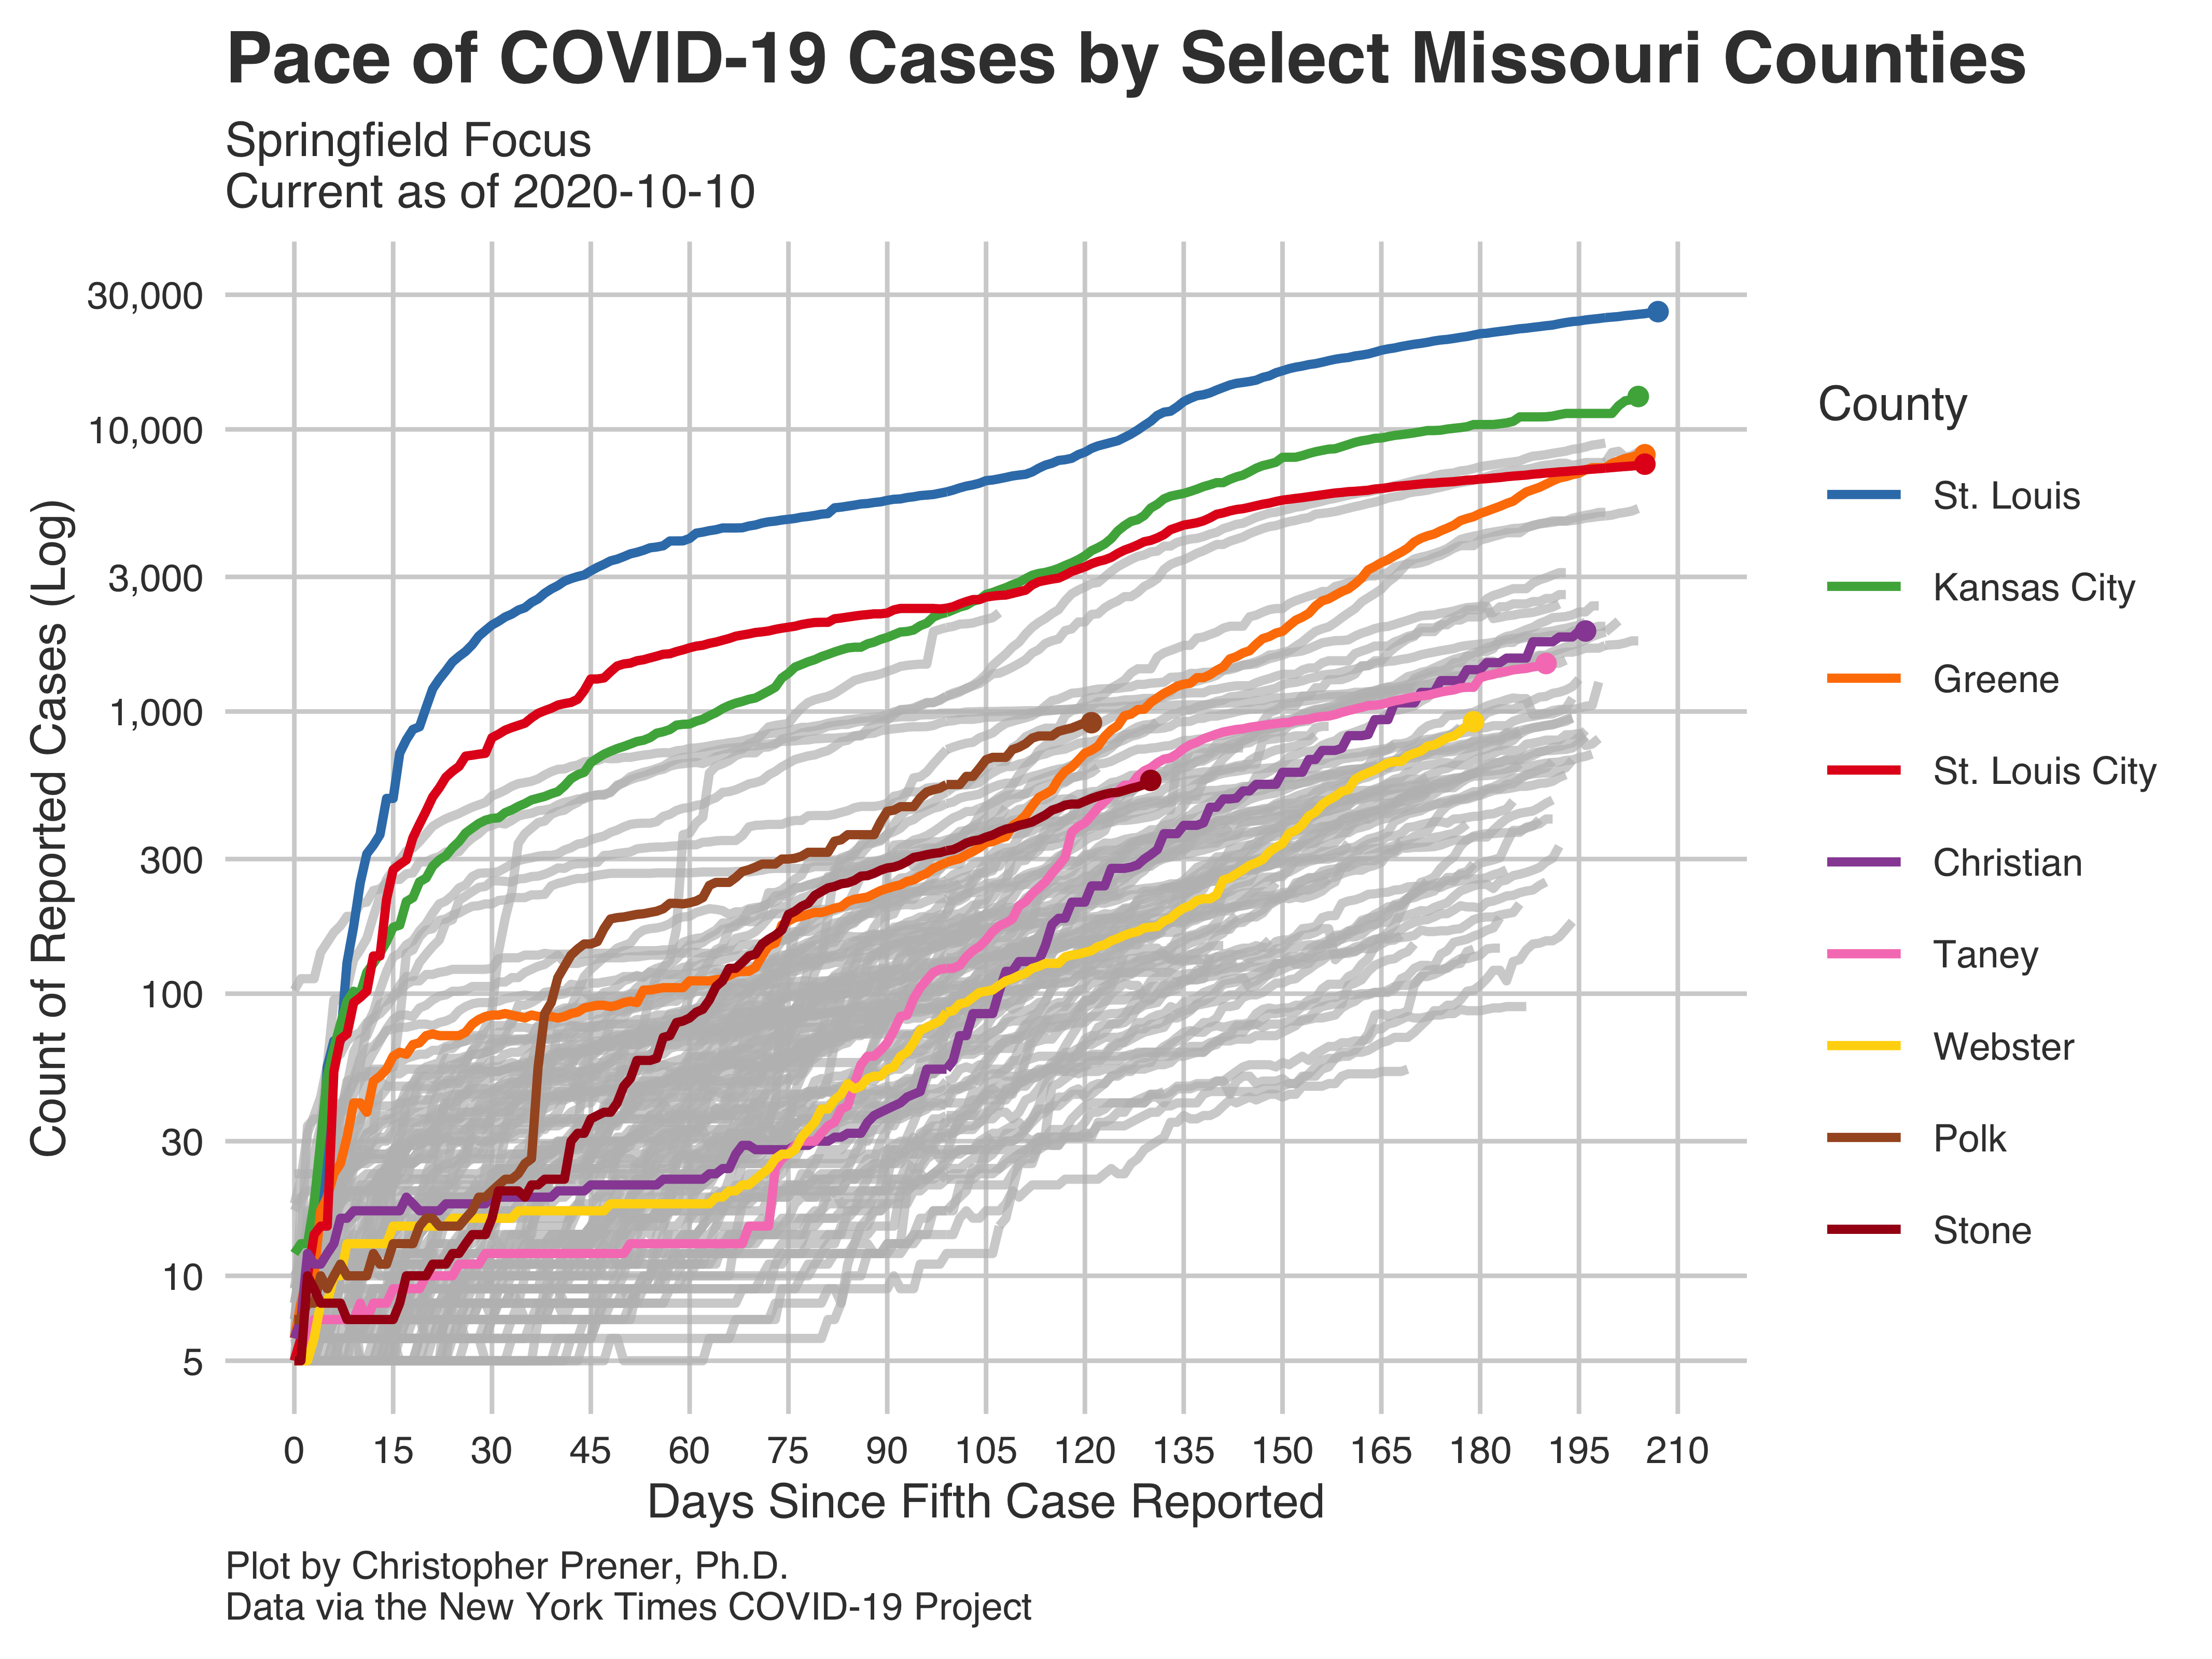 Pace of COVID-19 Cases by Select Missouri Counties
Springfield Focus
Current as of 2020-10-10
Count of Reported Cases (Log)
30,000
10,000
3,000
1,000
300
100
30
10
5
0 15 30 45 60 75 90 105 120 135 150 165 180 195 210
Days Since Fifth Case Reported
County
St. Louis
Kansas City
Greene
St. Louis City
Christian
Taney
Webster
Polk
Stone
Plot by Christopher Prener, Ph.D.
Data via the New York Times COVID-19 Project